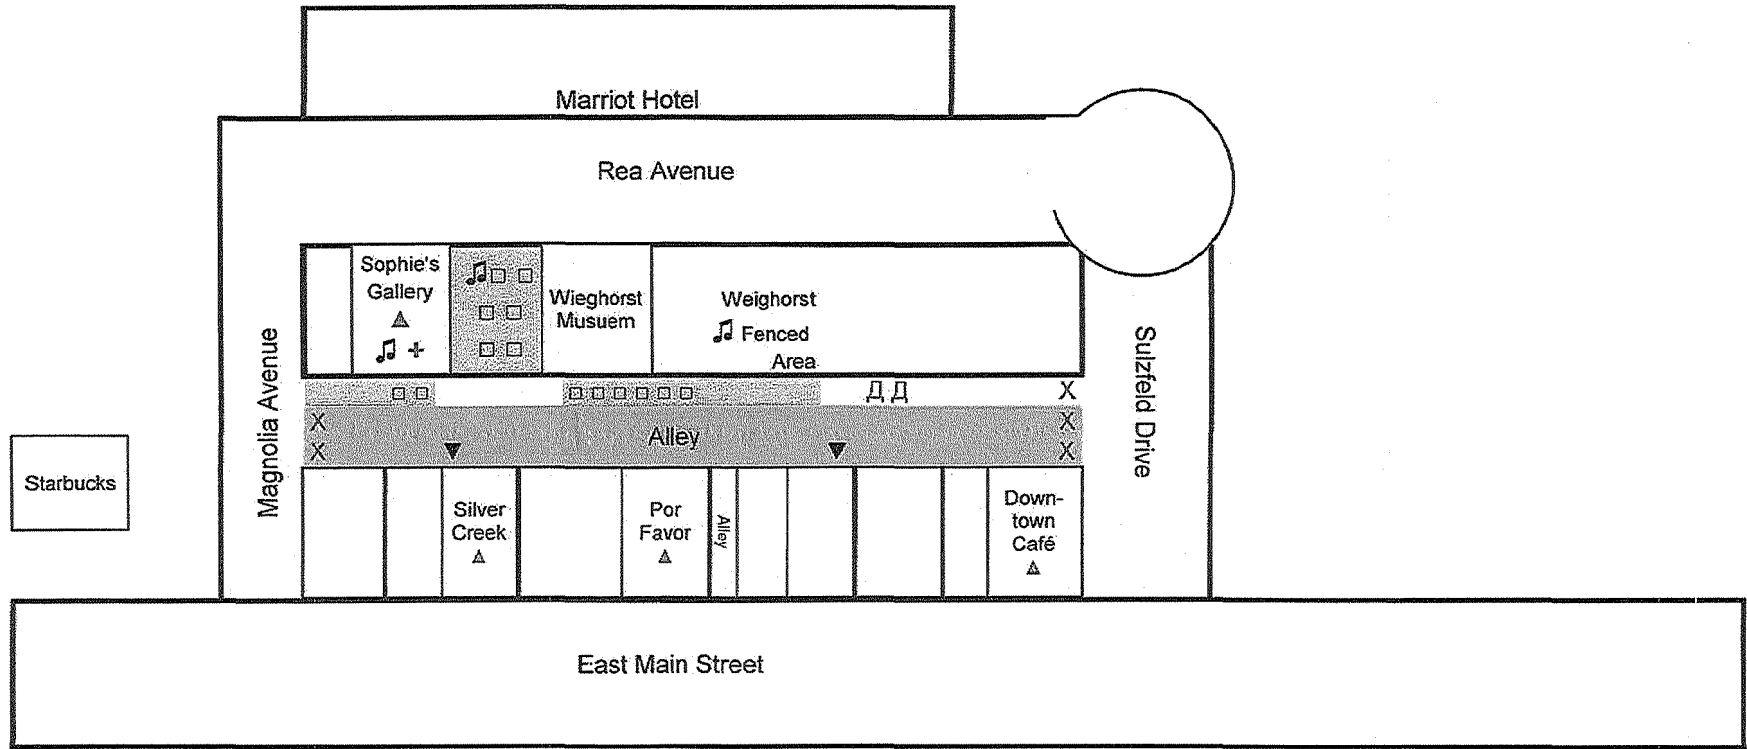 Marriot Hotel
Rea Avenue
Sophie's
Gallery
Wieghorst
Musuem
Weighorst
Fenced
Area
Magnolia Avenue
Sulzfeld Drive
Д Д
X
X
X
X
X
Alley
Starbucks
Silver
Creek
Por
Favor
Alley
Down-
town
Café
East Main Street